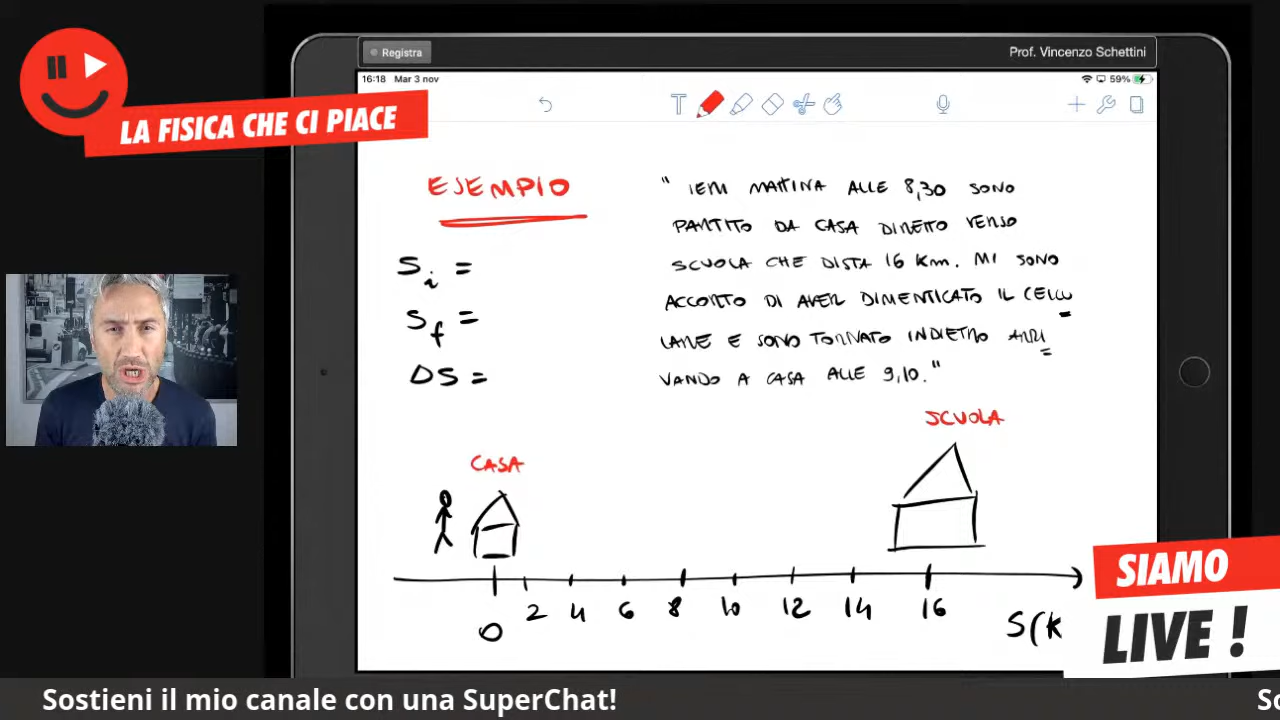 Registra
Prof. Vincenzo Schettini
16:18 Mar 3 nov
59%
LA FISICA CHE CI PIACE
T
ESEMPIO
" IERI MATTINA ALLE 8,30 SONO
PARTITO DA CASA DIRETTO VERSO
SCUOLA CHE DISTA 16 Km. MI SONO
ACCORTO DI AVER DIMENTICATO IL CELLU
LARE E SONO TORNATO INDIETRO ARRI
VANDO A CASA ALLE 9,10."
Si =
Sf =
ΔS =
SCUOLA
CASA
0 2 4 6 8 10 12 14 16
S(k
SIAMO
LIVE !
Sostieni il mio canale con una SuperChat!
So